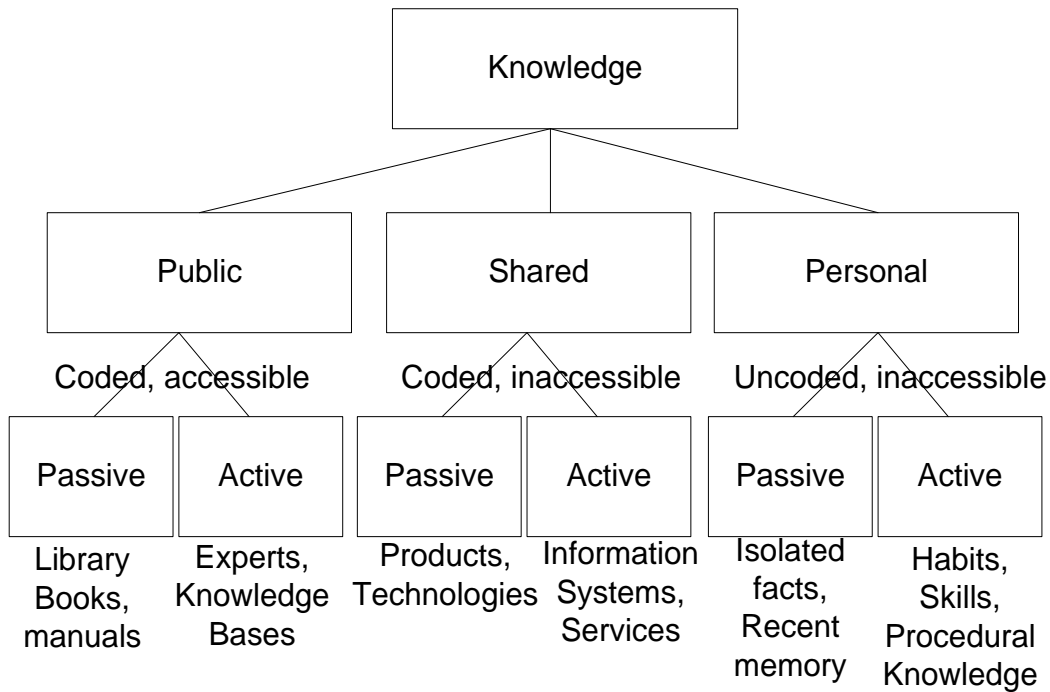 Knowledge
Public
Shared
Personal
Coded, accessible
Coded, inaccessible
Uncoded, inaccessible
Passive
Active
Passive
Active
Passive
Active
Library
Books,
manuals
Experts,
Knowledge
Bases
Products,
Technologies
Information
Systems,
Services
Isolated
facts,
Recent
memory
Habits,
Skills,
Procedural
Knowledge